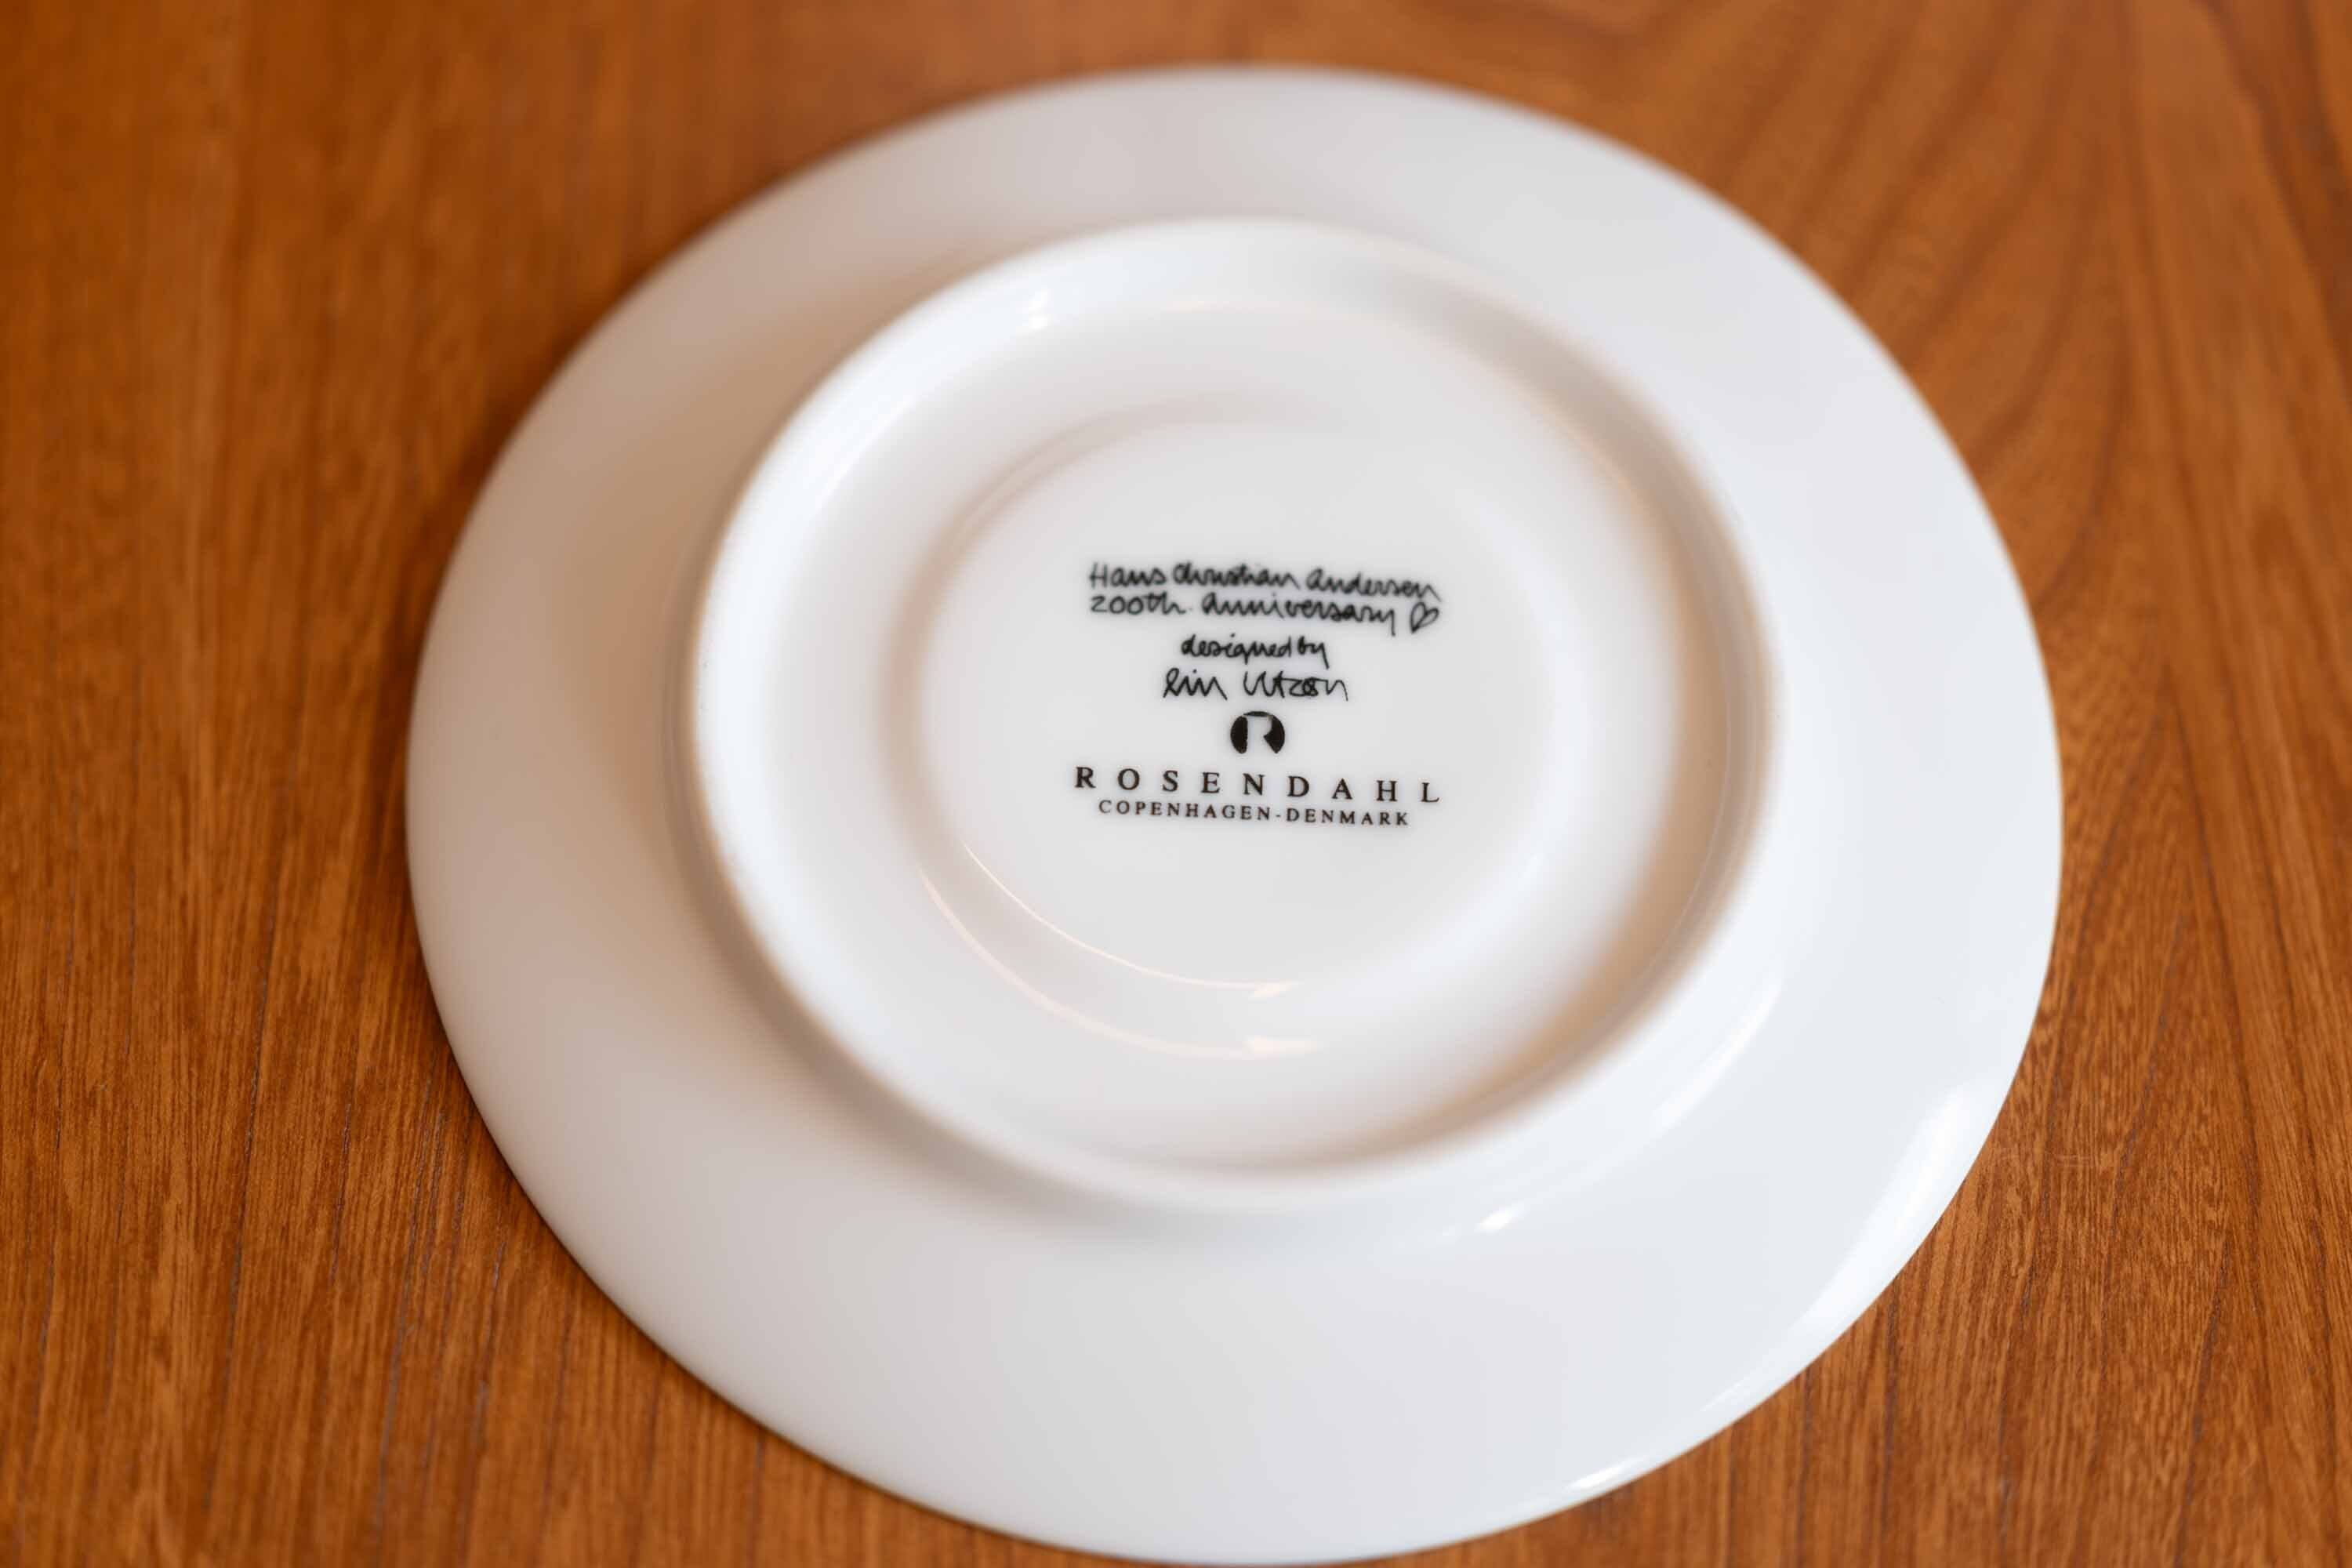 Hans Christian Andersen
200th. Anniversary
designed by
Lin Utzon
R
ROSENDAHL
COPENHAGEN-DENMARK